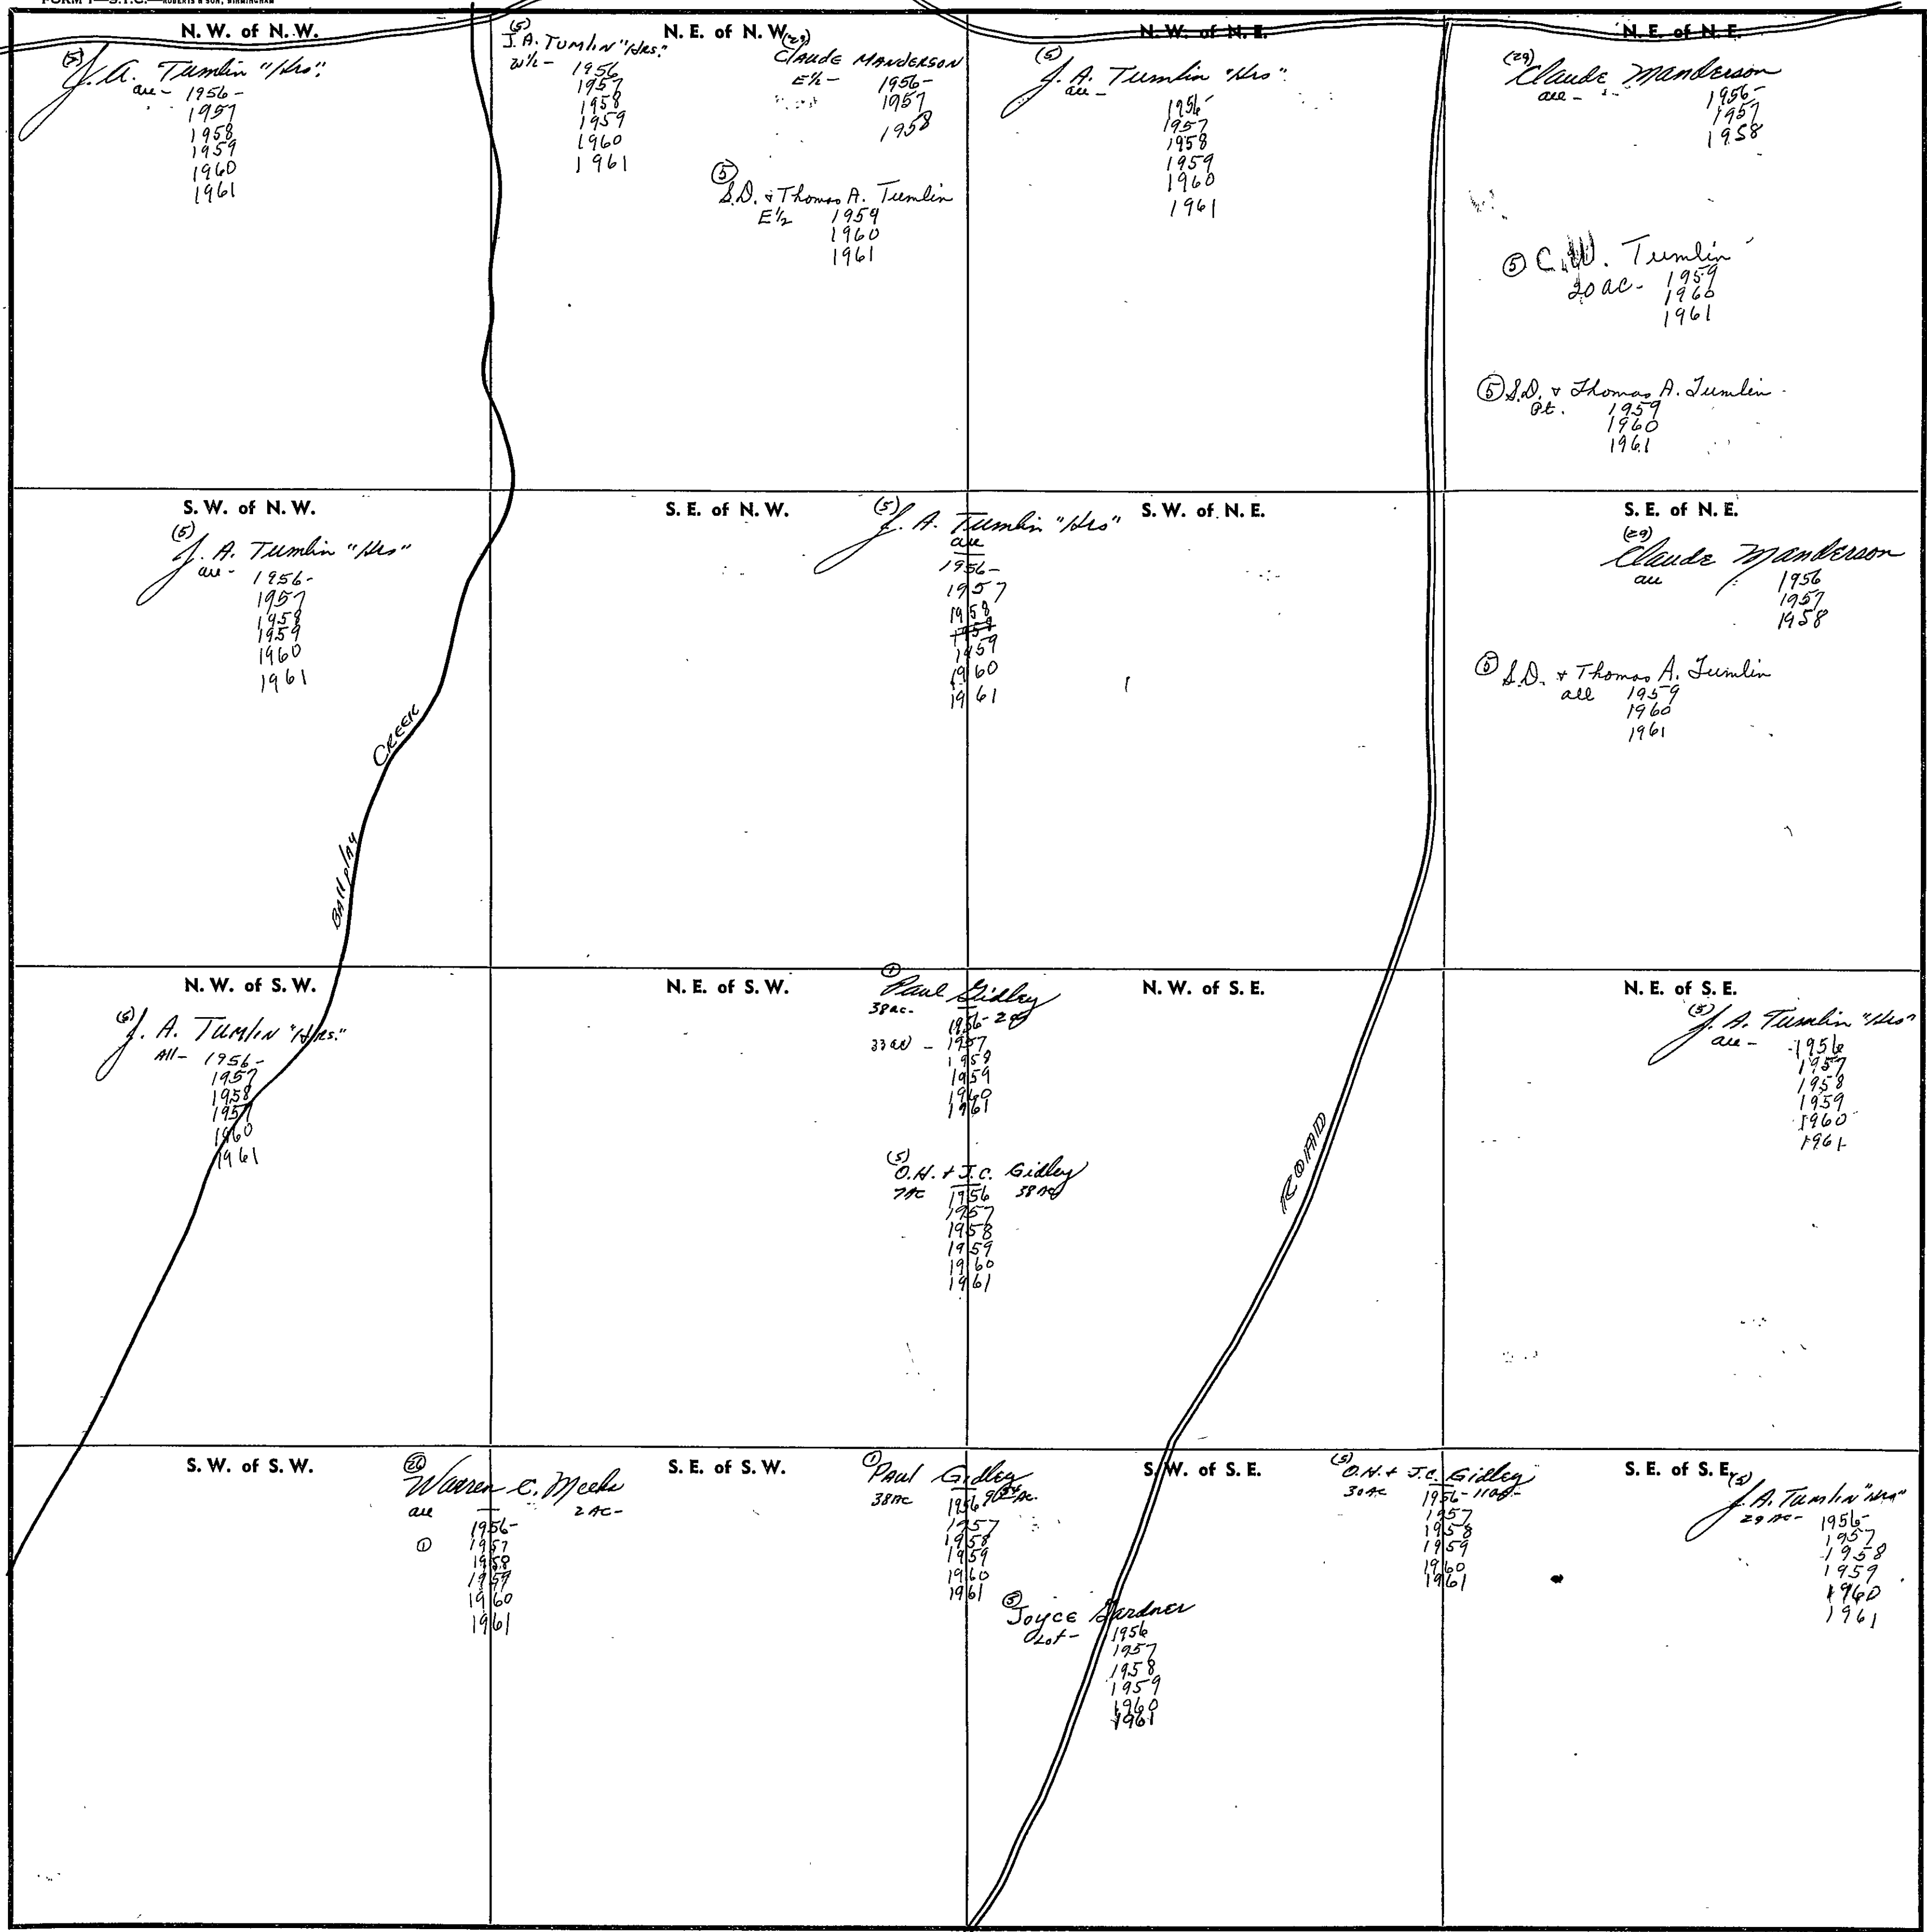 FORM 1—S.T.C.—ROBERTS & SON, BIRMINGHAM
N. W. of N. W.
(5)
J. A. Tumlin "Hrs".
all - 1956 -
1957
1958
1959
1960
1961
N. E. of N. W.
(5)
J. A. TUMLIN "Hrs."
W½ - 1956
1957
1958
1959
1960
1961
(29)
CLAUDE MANDERSON
E½ - 1956 -
1957
1958
(5)
S.D. & Thomas A. Tumlin
E½ 1959
1960
1961
N. W. of N. E.
(5)
J. A. Tumlin "Hrs".
all - 1956 -
1957
1958
1959
1960
1961
N. E. of N. E.
(29)
Claude Manderson
all - 1956 -
1957
1958
(5) C.W. Tumlin
20 ac - 1959
1960
1961
(5) S.D. & Thomas A. Tumlin
Pt. 1959
1960
1961
S. W. of N. W.
(5)
J. A. Tumlin "Hrs"
all - 1956 -
1957
1958
1959
1960
1961
CREEK
BALLPLAY
S. E. of N. W.
S. W. of N. E.
(5)
J. A. Tumlin "Hrs"
all
1956 -
1957
1958
1959
1960
1961
S. E. of N. E.
(29)
Claude Manderson
all 1956
1957
1958
(5) S.D. & Thomas A. Tumlin
all 1959
1960
1961
N. W. of S. W.
(5)
J. A. TUMLIN "Hrs."
All - 1956 -
1957
1958
1959
1960
1961
N. E. of S. W.
(1)
Paul Gidley
38 ac. -
1956 -
33 ac - 1957
1958
1959
1960
1961
(5)
O.H. & J.C. Gidley
7 AC 1956 38 AC
1957
1958
1959
1960
1961
N. W. of S. E.
ROAD
N. E. of S. E.
(5)
J. A. Tumlin "Hrs"
all - 1956
1957
1958
1959
1960
1961
S. W. of S. W.
(26)
Warren C. Meeks
all 2 AC -
1956 -
(1) 1957
1958
1959
1960
1961
S. E. of S. W.
(1)
PAUL Gidley
38 AC 1956 AC.
1957
1958
1959
1960
1961
S. W. of S. E.
(5)
JOYCE Gardner
Lot - 1956
1957
1958
1959
1960
1961
(5)
O.H. & J.C. Gidley
30 AC 1956 -
1957
1958
1959
1960
1961
S. E. of S. E.
(5)
J. A. Tumlin "Hrs"
29 AC - 1956 -
1957
1958
1959
1960
1961